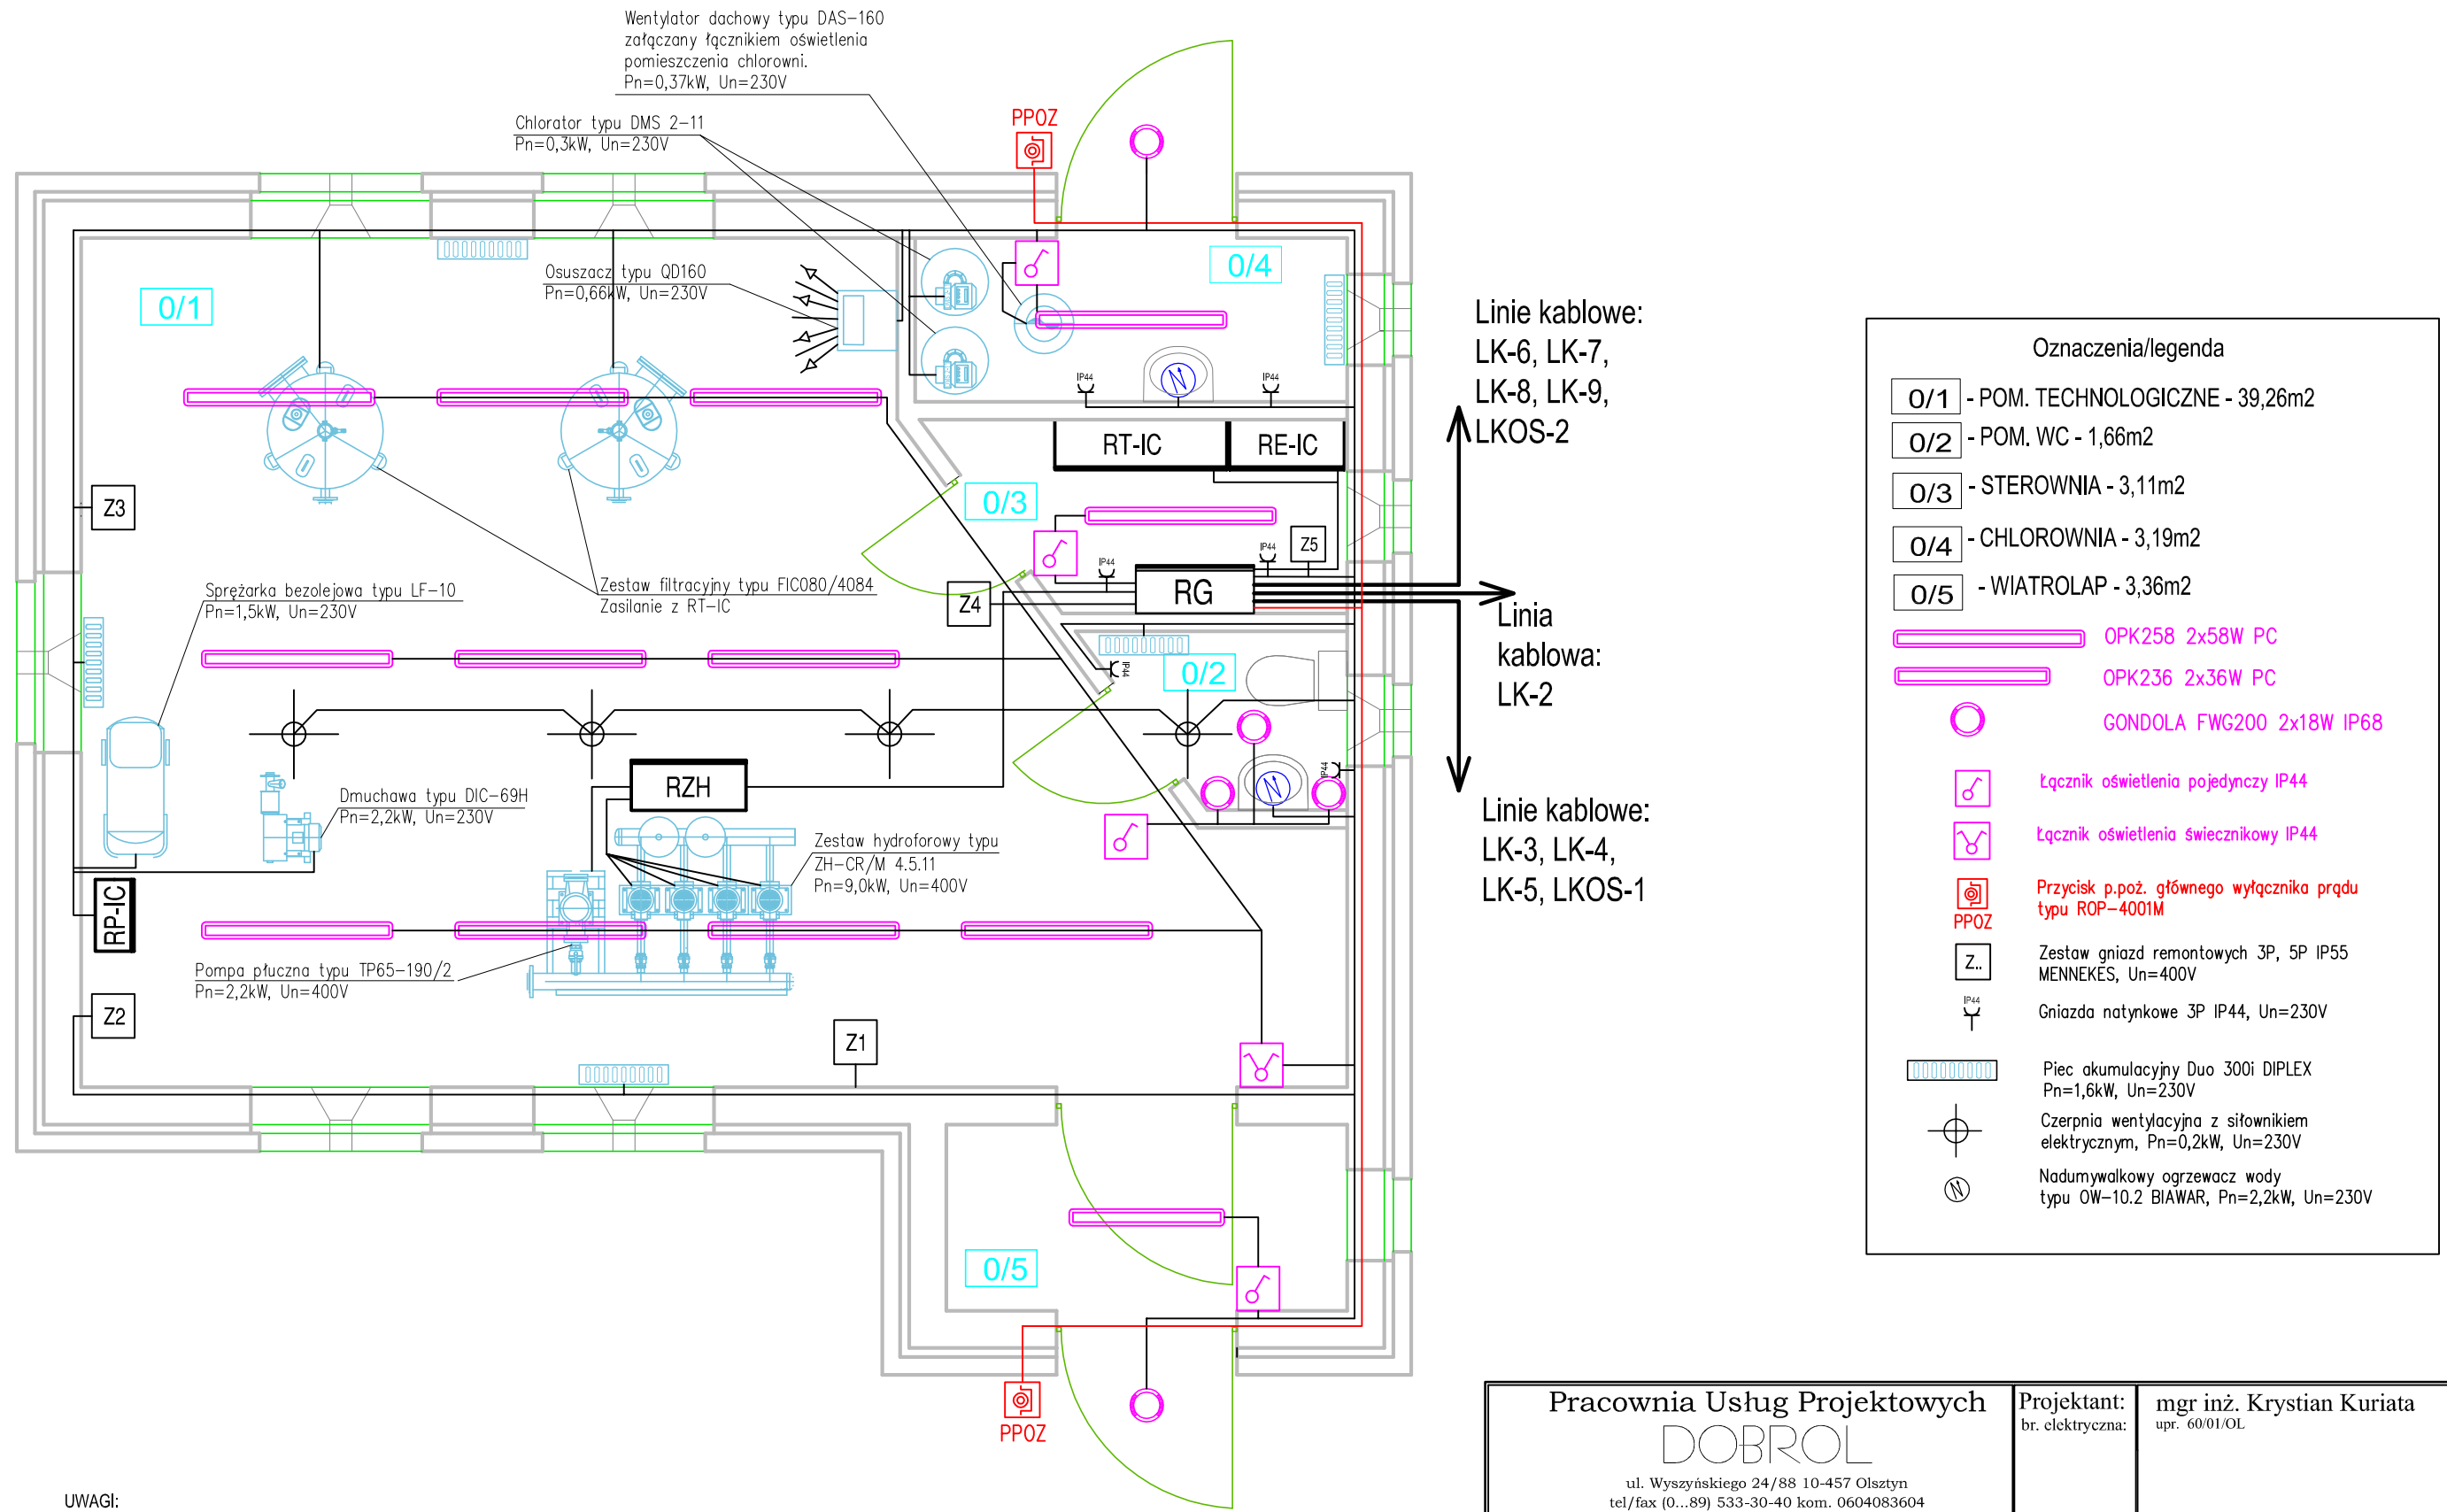 Wentylator dachowy typu DAS-160
załączany łącznikiem oświetlenia
pomieszczenia chlorowni.
Pn=0,37kW, Un=230V
Chlorator typu DMS 2-11
Pn=0,3kW, Un=230V
PPOZ
Osuszacz typu QD160
Pn=0,66kW, Un=230V
0/1
0/4
IP44
IP44
RT-IC
RE-IC
0/3
Z3
IP44
Z5
IP44
RG
Z4
Zestaw filtracyjny typu FIC080/4084
Zasilanie z RT-IC
Sprężarka bezolejowa typu LF-10
Pn=1,5kW, Un=230V
IP44
0/2
IP44
RZH
Dmuchawa typu DIC-69H
Pn=2,2kW, Un=230V
Zestaw hydroforowy typu
ZH-CR/M 4.5.11
Pn=9,0kW, Un=400V
RP-IC
Pompa płuczna typu TP65-190/2
Pn=2,2kW, Un=400V
Z2
Z1
0/5
PPOZ
UWAGI:
Linie kablowe:
LK-6, LK-7,
LK-8, LK-9,
LKOS-2
Linia
kablowa:
LK-2
Linie kablowe:
LK-3, LK-4,
LK-5, LKOS-1
Oznaczenia/legenda
0/1 - POM. TECHNOLOGICZNE - 39,26m2
0/2 - POM. WC - 1,66m2
0/3 - STEROWNIA - 3,11m2
0/4 - CHLOROWNIA - 3,19m2
0/5 - WIATROLAP - 3,36m2
OPK258 2x58W PC
OPK236 2x36W PC
GONDOLA FWG200 2x18W IP68
Łącznik oświetlenia pojedynczy IP44
Łącznik oświetlenia świecznikowy IP44
Przycisk p.poż. głównego wyłącznika prądu
typu ROP-4001M
PPOZ
Z.. Zestaw gniazd remontowych 3P, 5P IP55
MENNEKES, Un=400V
IP44
Gniazda natynkowe 3P IP44, Un=230V
Piec akumulacyjny Duo 300i DIPLEX
Pn=1,6kW, Un=230V
Czerpnia wentylacyjna z siłownikiem
elektrycznym, Pn=0,2kW, Un=230V
Nadumywalkowy ogrzewacz wody
typu OW-10.2 BIAWAR, Pn=2,2kW, Un=230V
Pracownia Usług Projektowych
DOBROL
ul. Wyszyńskiego 24/88 10-457 Olsztyn
tel/fax (0...89) 533-30-40 kom. 0604083604
Projektant:
br. elektryczna:
mgr inż. Krystian Kuriata
upr. 60/01/OL